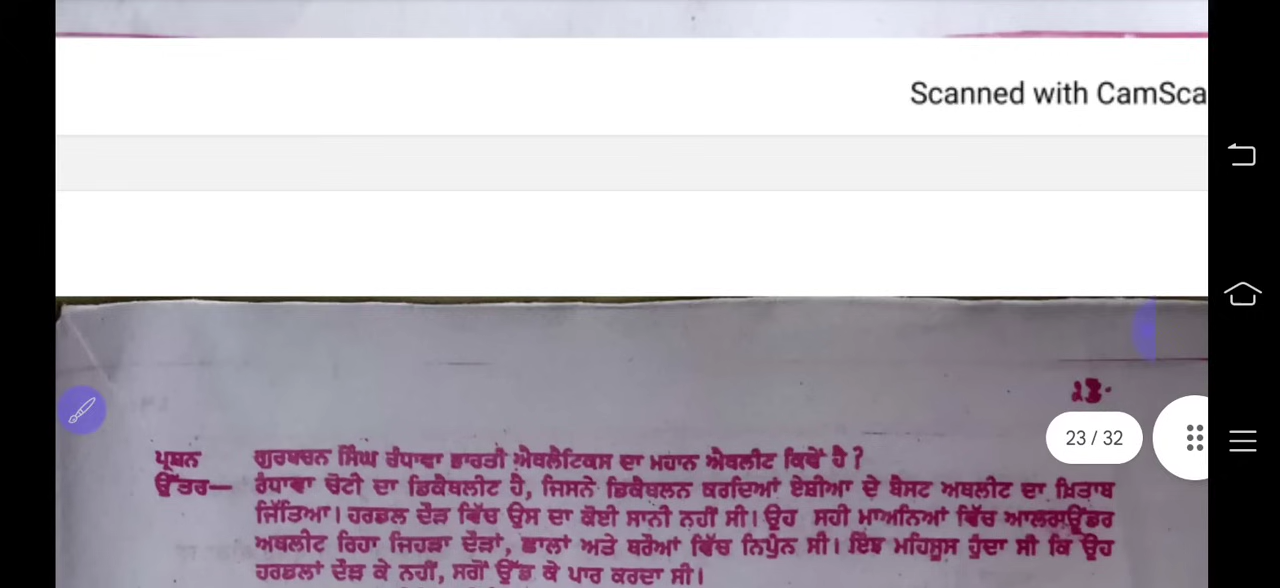 Scanned with CamSca
23.
23 / 32
ਪ੍ਰਸ਼ਨ ਗੁਰਬਚਨ ਸਿੰਘ ਰੰਧਾਵਾ ਭਾਰਤੀ ਐਥਲੈਟਿਕਸ ਦਾ ਮਹਾਨ ਐਥਲੀਟ ਕਿਵੇਂ ਹੈ ?
ਉੱਤਰ— ਰੰਧਾਵਾ ਚੋਟੀ ਦਾ ਡਿਕੈਥਲੀਟ ਹੈ, ਜਿਸਨੇ ਡਿਕੈਥਲਨ ਕਰਦਿਆਂ ਏਸ਼ੀਆ ਦੇ ਬੈਸਟ ਅਥਲੀਟ ਦਾ ਖ਼ਿਤਾਬ
ਜਿੱਤਿਆ। ਹਰਡਲ ਦੌੜ ਵਿੱਚ ਉਸ ਦਾ ਕੋਈ ਸਾਨੀ ਨਹੀਂ ਸੀ। ਉਹ ਸਹੀ ਮਾਅਨਿਆਂ ਵਿੱਚ ਆਲਰਾਊਂਡਰ
ਅਥਲੀਟ ਰਿਹਾ ਜਿਹੜਾ ਦੌੜਾਂ, ਛਾਲਾਂ ਅਤੇ ਥਰੋਆਂ ਵਿੱਚ ਨਿਪੁੰਨ ਸੀ। ਇੰਝ ਮਹਿਸੂਸ ਹੁੰਦਾ ਸੀ ਕਿ ਉਹ
ਹਰਡਲਾਂ ਦੌੜ ਕੇ ਨਹੀਂ, ਸਗੋਂ ਉੱਡ ਕੇ ਪਾਰ ਕਰਦਾ ਸੀ।